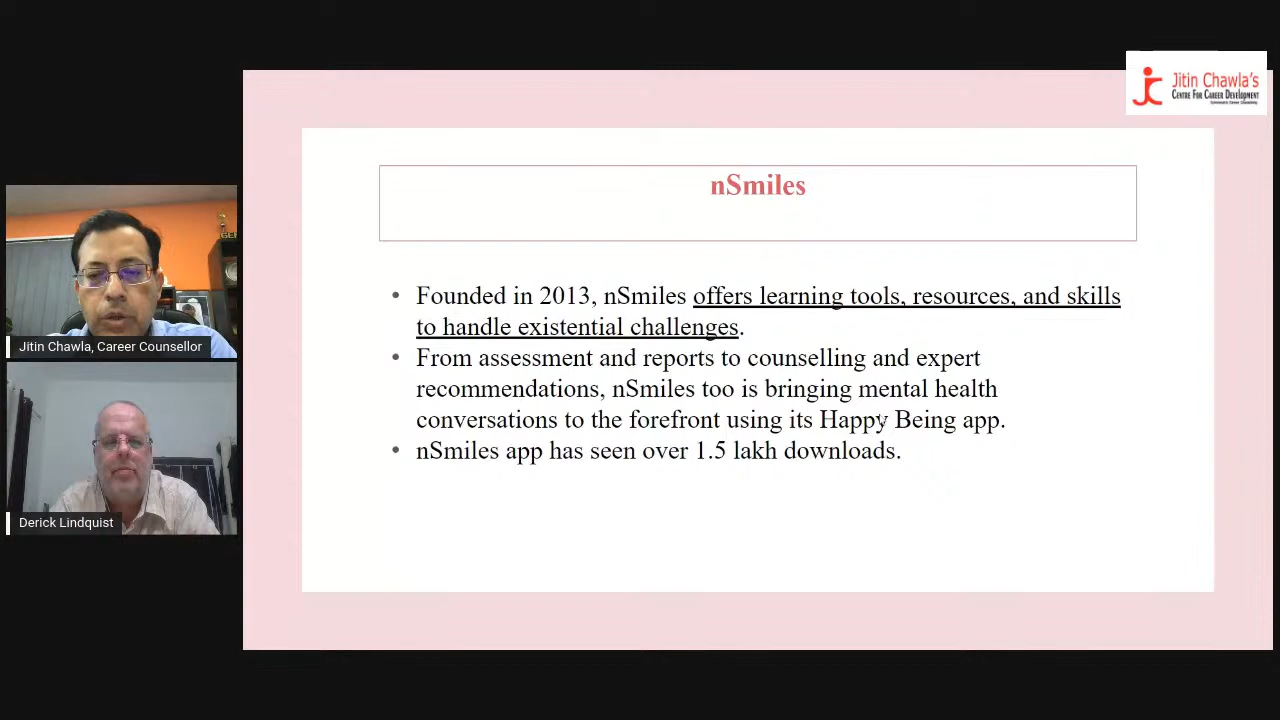 Jitin Chawla's
CENTRE FOR CAREER DEVELOPMENT
nSmiles
• Founded in 2013, nSmiles offers learning tools, resources, and skills
to handle existential challenges.
• From assessment and reports to counselling and expert
recommendations, nSmiles too is bringing mental health
conversations to the forefront using its Happy Being app.
• nSmiles app has seen over 1.5 lakh downloads.
Jitin Chawla, Career Counsellor
Derick Lindquist